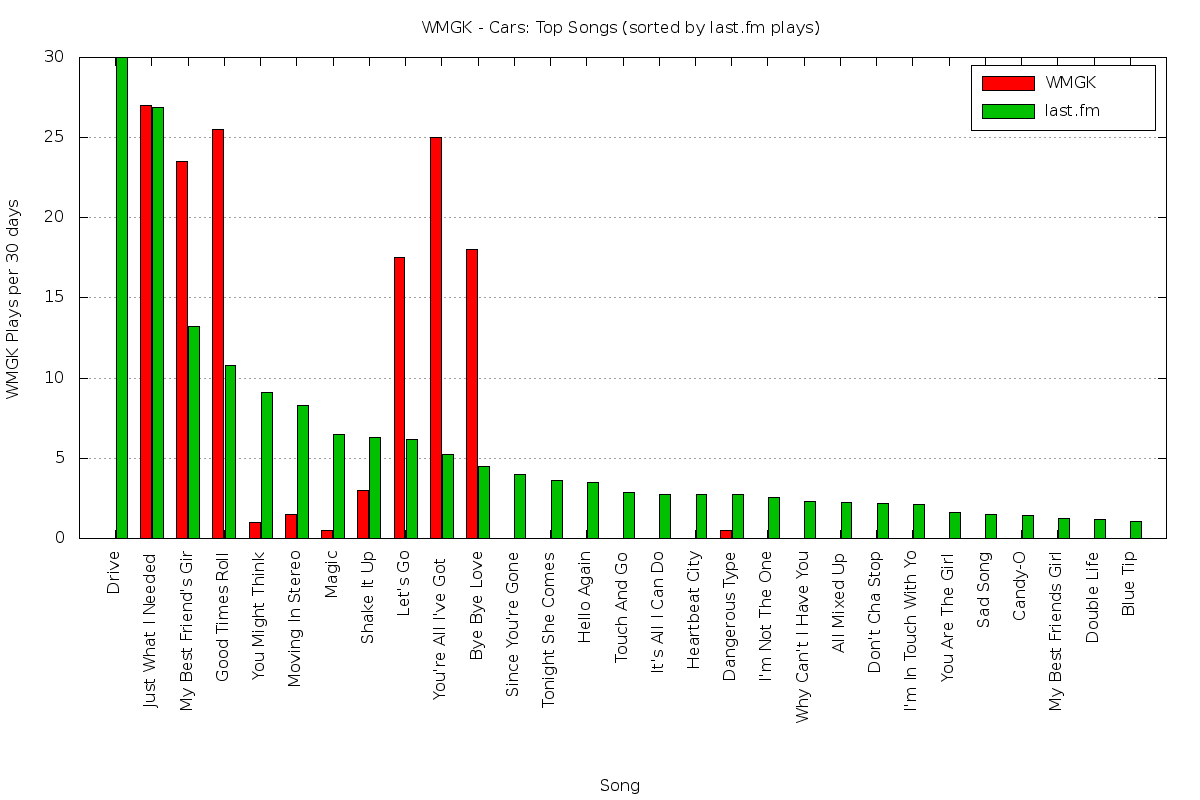 WMGK - Cars: Top Songs (sorted by last.fm plays)
WMGK
last.fm
WMGK Plays per 30 days
30
25
20
15
10
5
0
Drive
Just What I Needed
My Best Friend's Gir
Good Times Roll
You Might Think
Moving In Stereo
Magic
Shake It Up
Let's Go
You're All I've Got
Bye Bye Love
Since You're Gone
Tonight She Comes
Hello Again
Touch And Go
It's All I Can Do
Heartbeat City
Dangerous Type
I'm Not The One
Why Can't I Have You
All Mixed Up
Don't Cha Stop
I'm In Touch With Yo
You Are The Girl
Sad Song
Candy-O
My Best Friends Girl
Double Life
Blue Tip
Song